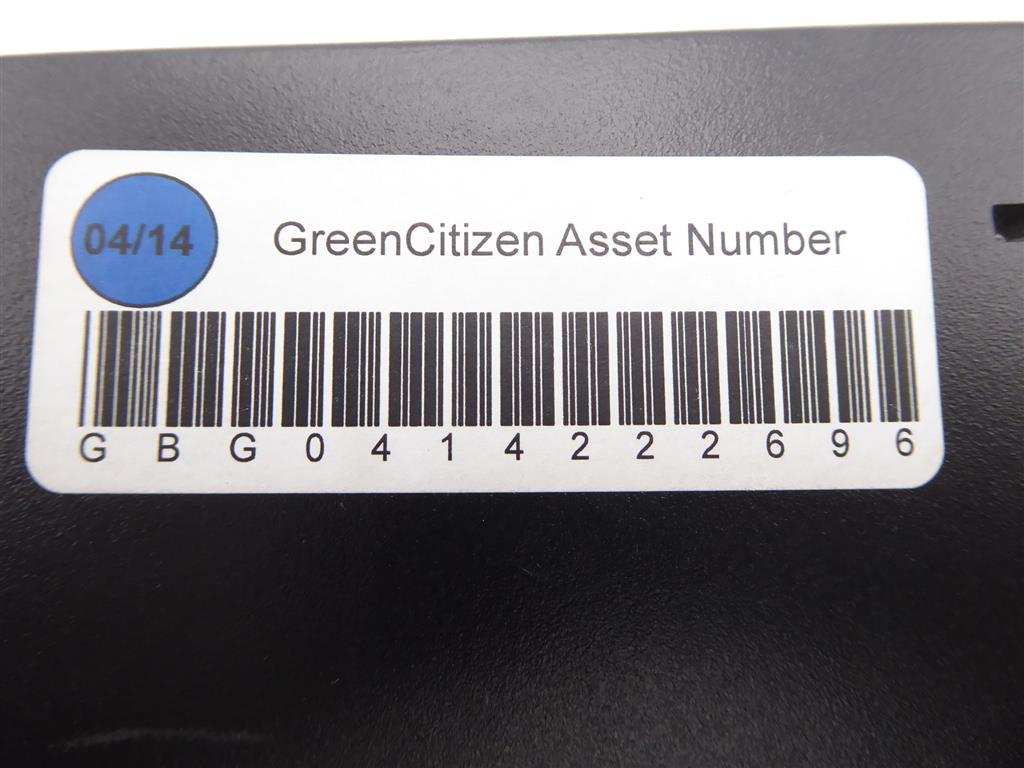 04/14
GreenCitizen Asset Number
G B G 0 4 1 4 2 2 2 6 9 6